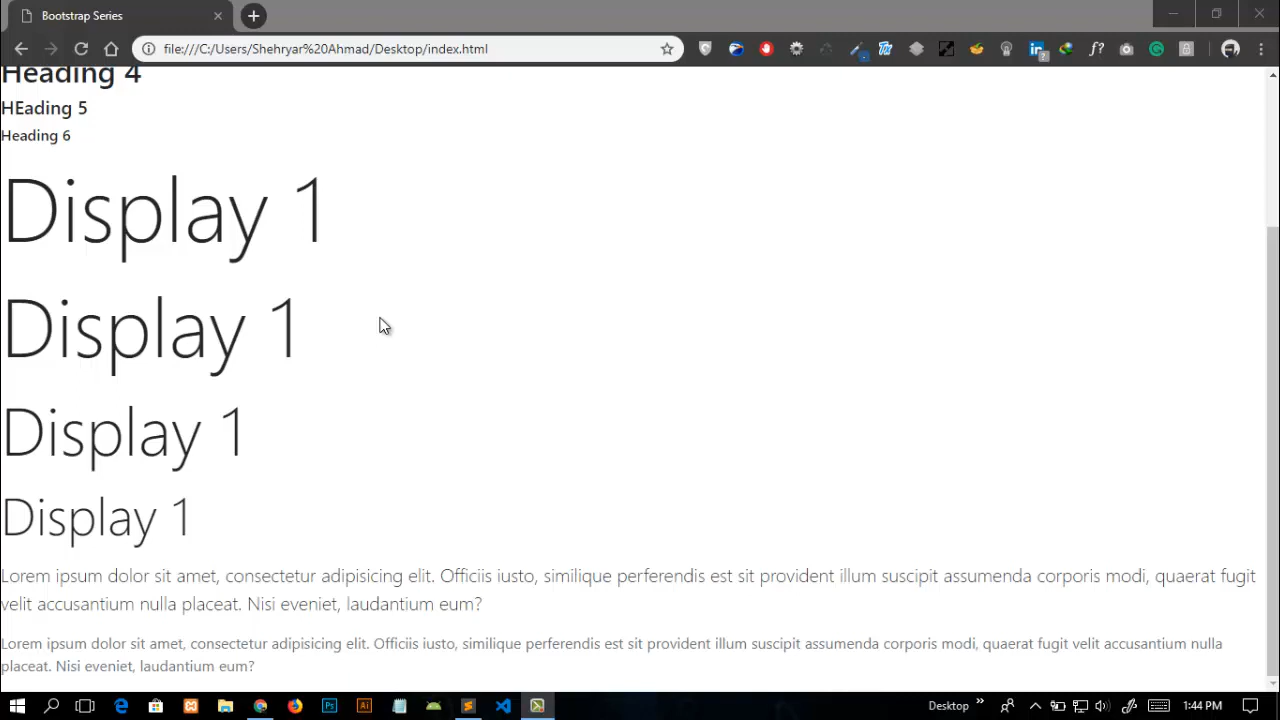 Bootstrap Series
file:///C:/Users/Shehryar%20Ahmad/Desktop/index.html
Heading 4
HEading 5
Heading 6
Display 1
Display 1
Display 1
Display 1
Lorem ipsum dolor sit amet, consectetur adipisicing elit. Officiis iusto, similique perferendis est sit provident illum suscipit assumenda corporis modi, quaerat fugit
velit accusantium nulla placeat. Nisi eveniet, laudantium eum?
Lorem ipsum dolor sit amet, consectetur adipisicing elit. Officiis iusto, similique perferendis est sit provident illum suscipit assumenda corporis modi, quaerat fugit velit accusantium nulla
placeat. Nisi eveniet, laudantium eum?
Desktop
1:44 PM